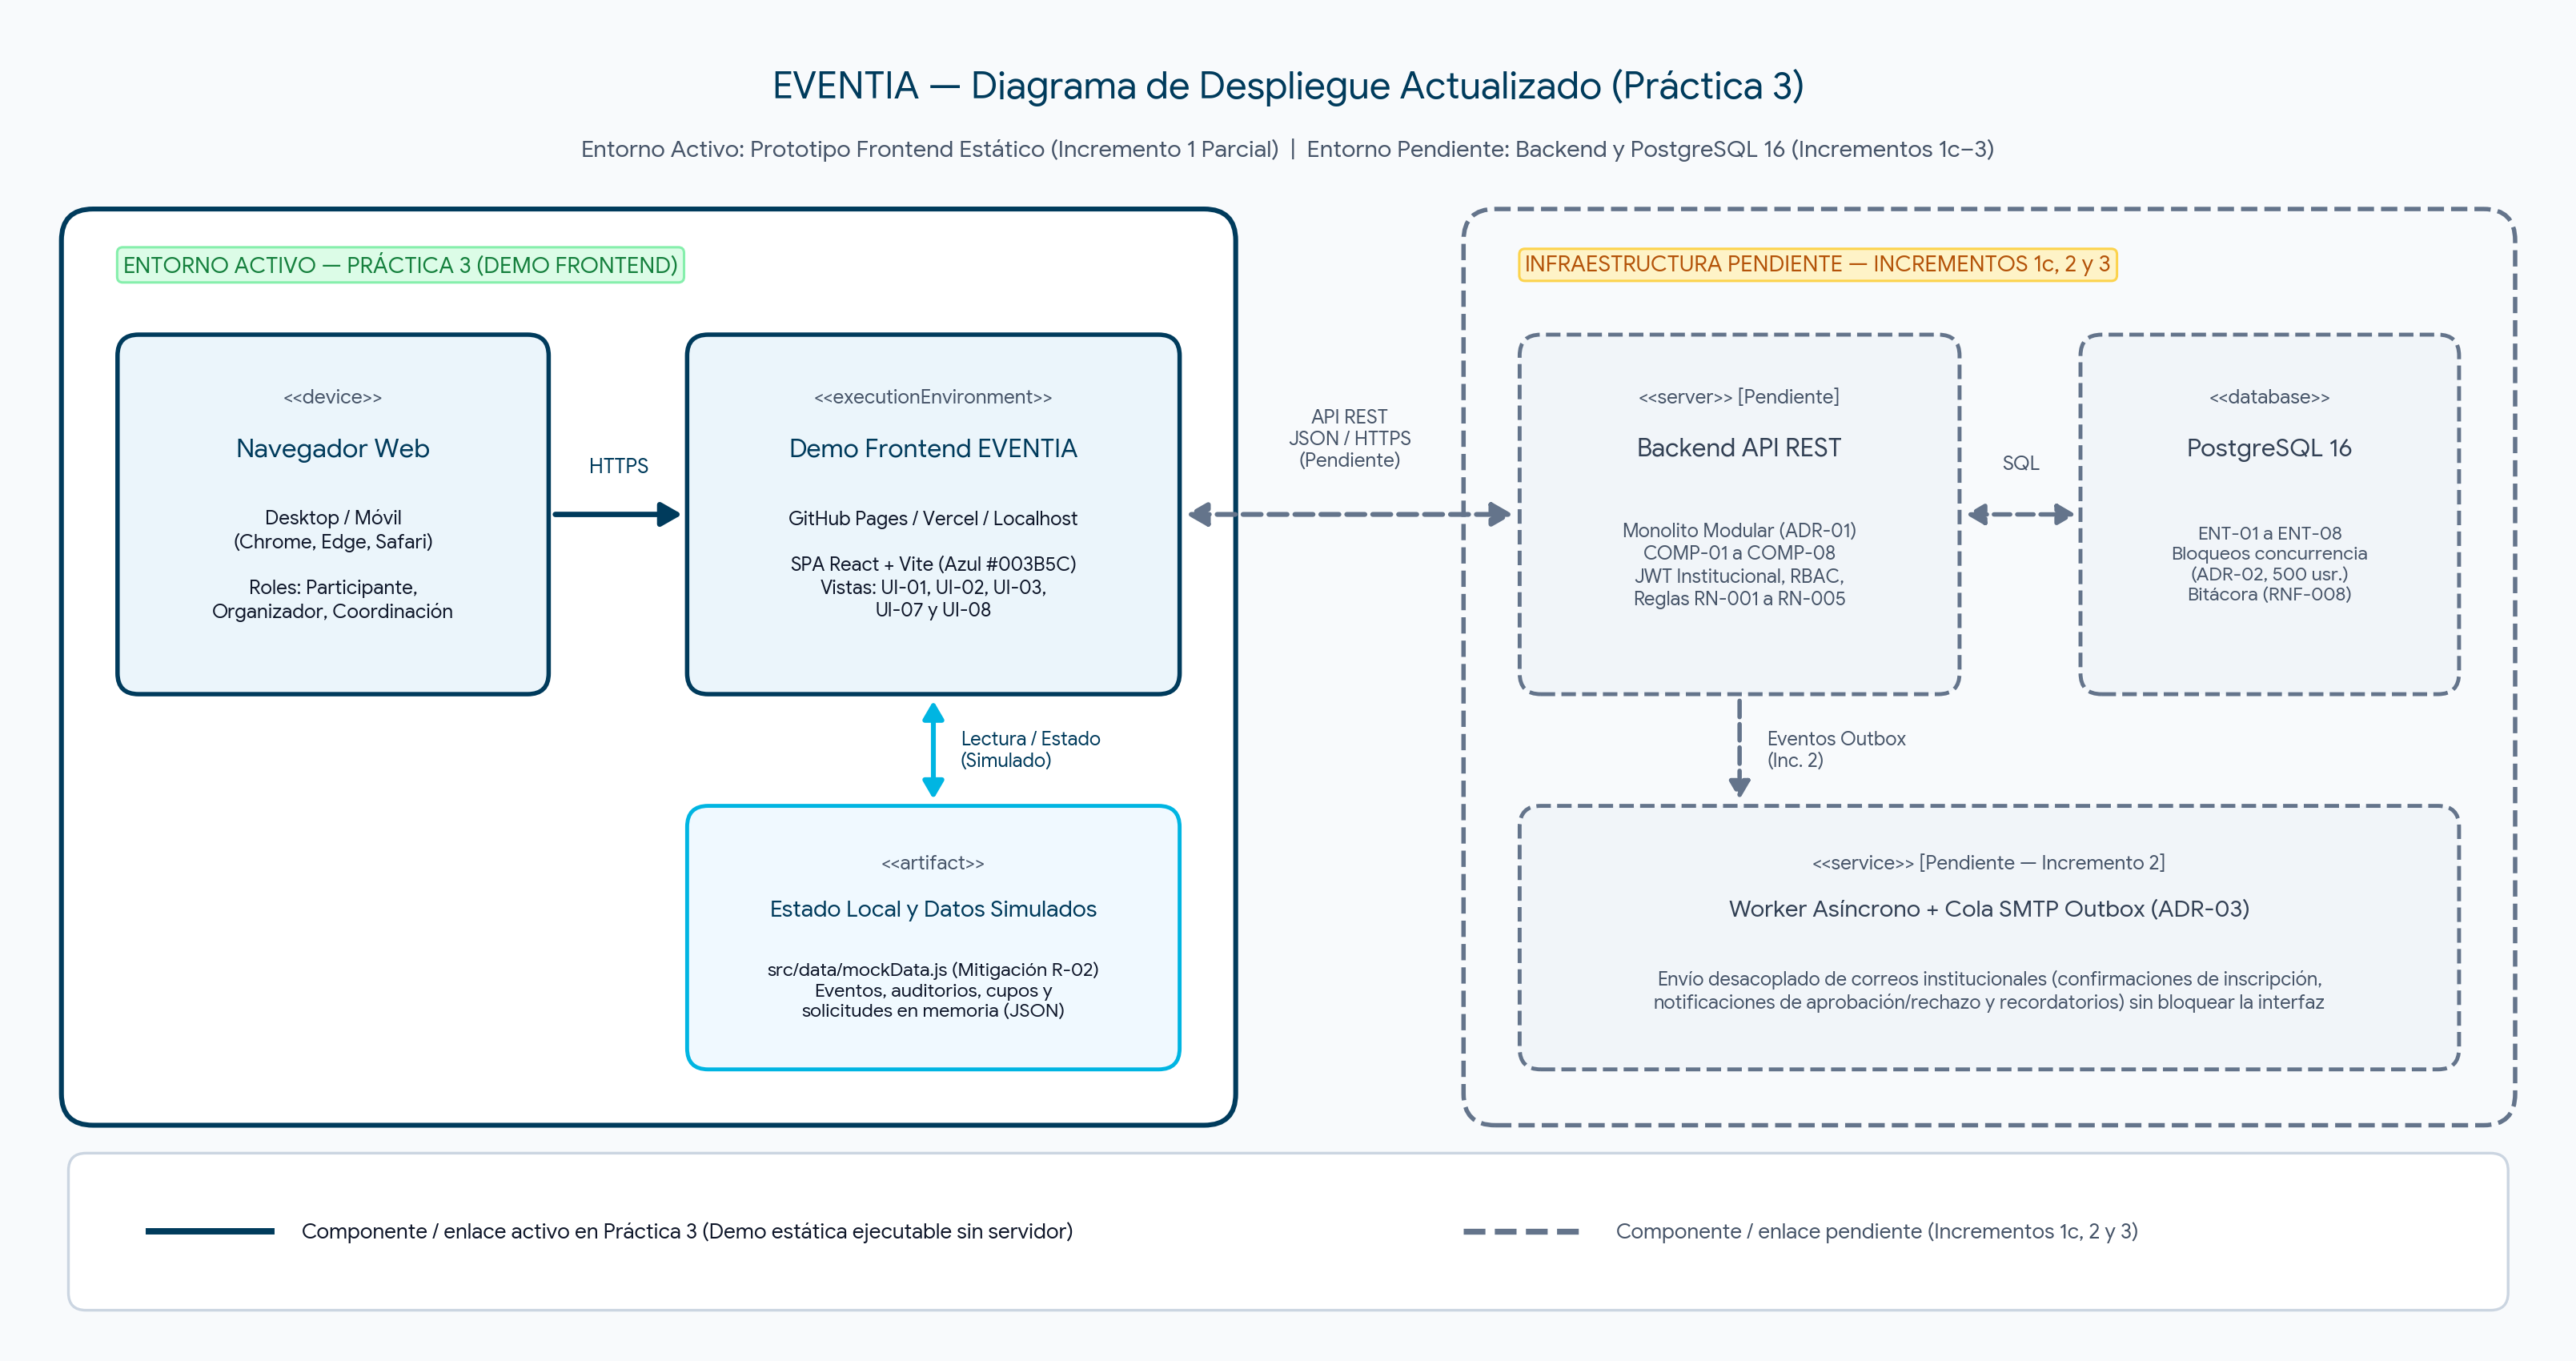 EVENTIA — Diagrama de Despliegue Actualizado (Práctica 3)
Entorno Activo: Prototipo Frontend Estático (Incremento 1 Parcial) | Entorno Pendiente: Backend y PostgreSQL 16 (Incrementos 1c–3)
ENTORNO ACTIVO — PRÁCTICA 3 (DEMO FRONTEND)
<<device>>
Navegador Web
Desktop / Móvil
(Chrome, Edge, Safari)
Roles: Participante,
Organizador, Coordinación
HTTPS
<<executionEnvironment>>
Demo Frontend EVENTIA
GitHub Pages / Vercel / Localhost
SPA React + Vite (Azul #003B5C)
Vistas: UI-01, UI-02, UI-03,
UI-07 y UI-08
Lectura / Estado
(Simulado)
<<artifact>>
Estado Local y Datos Simulados
src/data/mockData.js (Mitigación R-02)
Eventos, auditorios, cupos y
solicitudes en memoria (JSON)
API REST
JSON / HTTPS
(Pendiente)
INFRAESTRUCTURA PENDIENTE — INCREMENTOS 1c, 2 y 3
<<server>> [Pendiente]
Backend API REST
Monolito Modular (ADR-01)
COMP-01 a COMP-08
JWT Institucional, RBAC,
Reglas RN-001 a RN-005
SQL
<<database>>
PostgreSQL 16
ENT-01 a ENT-08
Bloqueos concurrencia
(ADR-02, 500 usr.)
Bitácora (RNF-008)
Eventos Outbox
(Inc. 2)
<<service>> [Pendiente — Incremento 2]
Worker Asíncrono + Cola SMTP Outbox (ADR-03)
Envío desacoplado de correos institucionales (confirmaciones de inscripción,
notificaciones de aprobación/rechazo y recordatorios) sin bloquear la interfaz
Componente / enlace activo en Práctica 3 (Demo estática ejecutable sin servidor)
Componente / enlace pendiente (Incrementos 1c, 2 y 3)